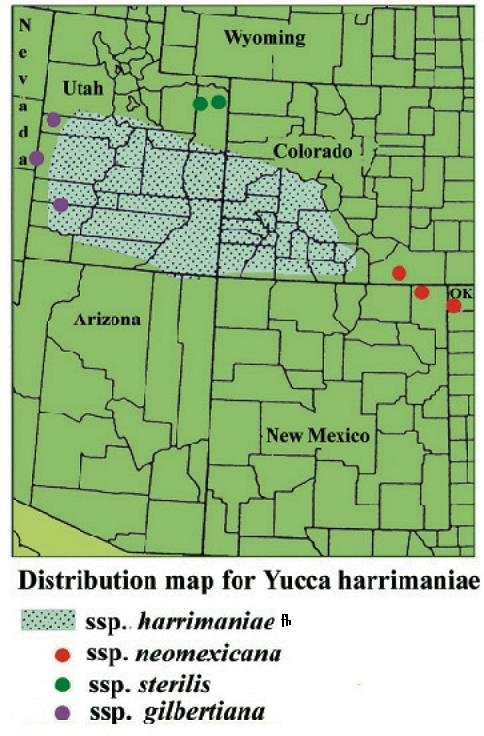 Wyoming
Nevada
Utah
Colorado
OK
Arizona
New Mexico
Distribution map for Yucca harrimaniae
ssp. harrimaniae
ssp. neomexicana
ssp. sterilis
ssp. gilbertiana